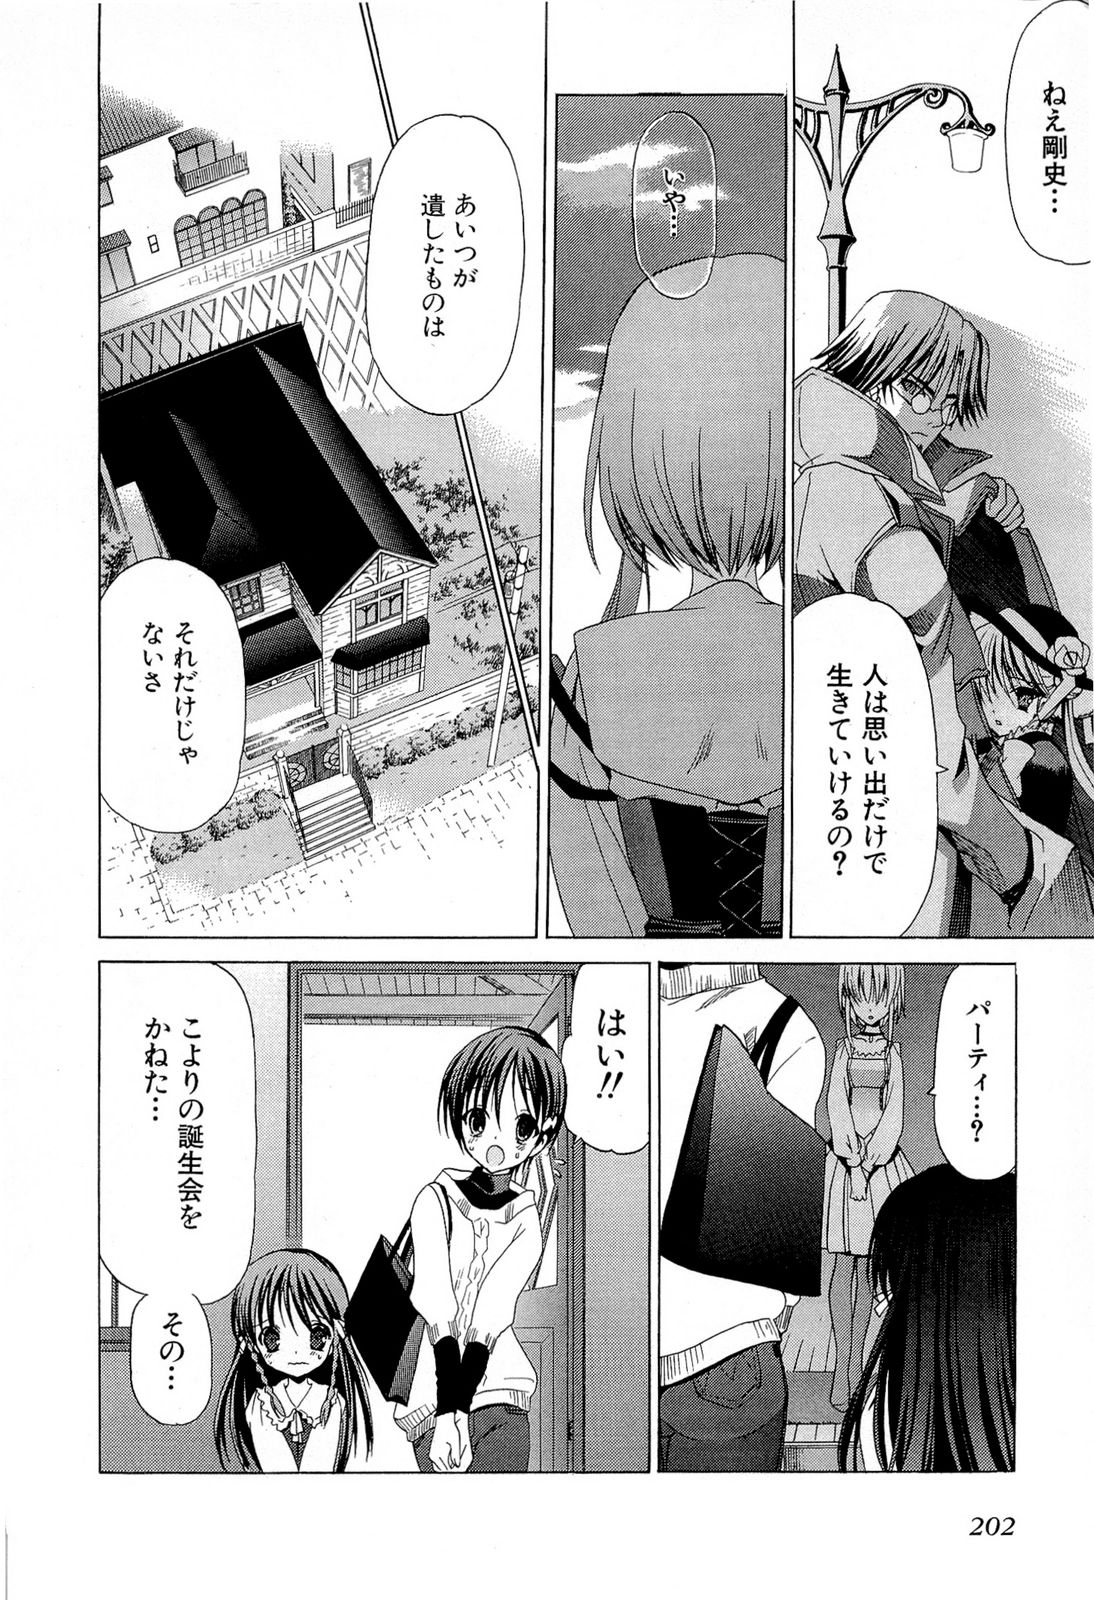 ねえ剛史…
人は思い出だけで
生きていけるの？
いや…
あいつが
遺したものは
それだけじゃ
ないさ
パーティ…？
はい!!
こよりの誕生会を
かねた…
その…
202